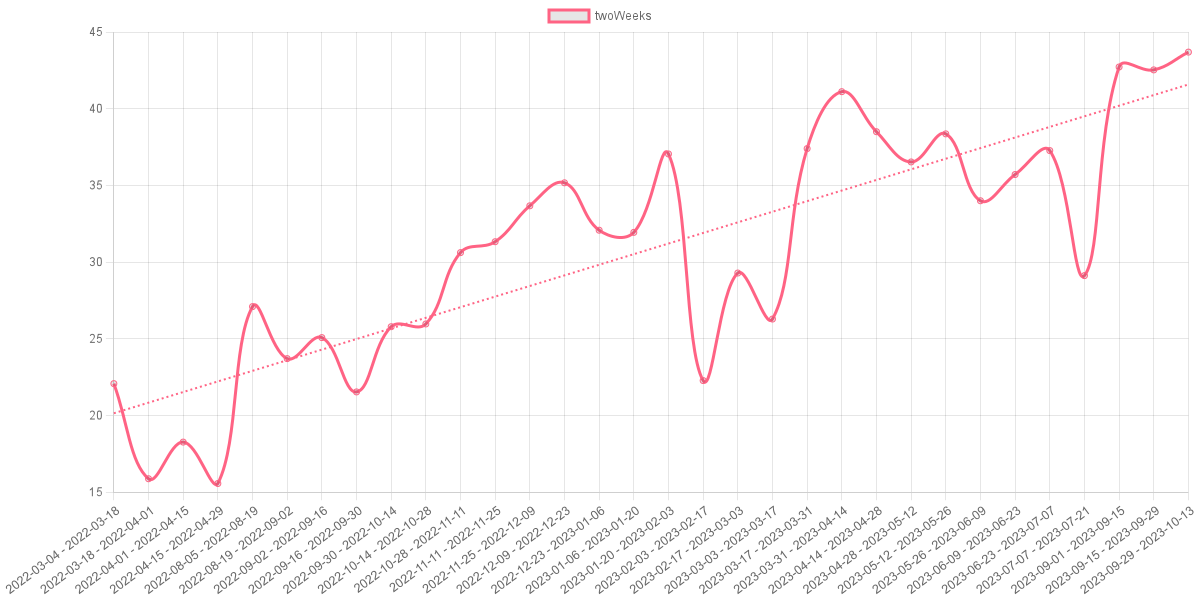 twoWeeks
45
40
35
30
25
20
15
2022-03-04 - 2022-03-18
2022-03-18 - 2022-04-01
2022-04-01 - 2022-04-15
2022-04-15 - 2022-04-29
2022-08-05 - 2022-08-19
2022-08-19 - 2022-09-02
2022-09-02 - 2022-09-16
2022-09-16 - 2022-09-30
2022-09-30 - 2022-10-14
2022-10-14 - 2022-10-28
2022-10-28 - 2022-11-11
2022-11-11 - 2022-11-25
2022-11-25 - 2022-12-09
2022-12-09 - 2022-12-23
2022-12-23 - 2023-01-06
2023-01-06 - 2023-01-20
2023-01-20 - 2023-02-03
2023-02-03 - 2023-02-17
2023-02-17 - 2023-03-03
2023-03-03 - 2023-03-17
2023-03-17 - 2023-03-31
2023-03-31 - 2023-04-14
2023-04-14 - 2023-04-28
2023-04-28 - 2023-05-12
2023-05-12 - 2023-05-26
2023-05-26 - 2023-06-09
2023-06-09 - 2023-06-23
2023-06-23 - 2023-07-07
2023-07-07 - 2023-07-21
2023-09-01 - 2023-09-15
2023-09-15 - 2023-09-29
2023-09-29 - 2023-10-13